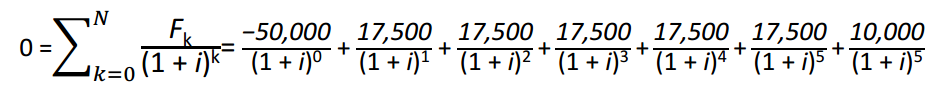 0 = ∑_{k=0}^{N} F_k/(1 + i)^k = −50,000/(1 + i)^0 + 17,500/(1 + i)^1 + 17,500/(1 + i)^2 + 17,500/(1 + i)^3 + 17,500/(1 + i)^4 + 17,500/(1 + i)^5 + 10,000/(1 + i)^5